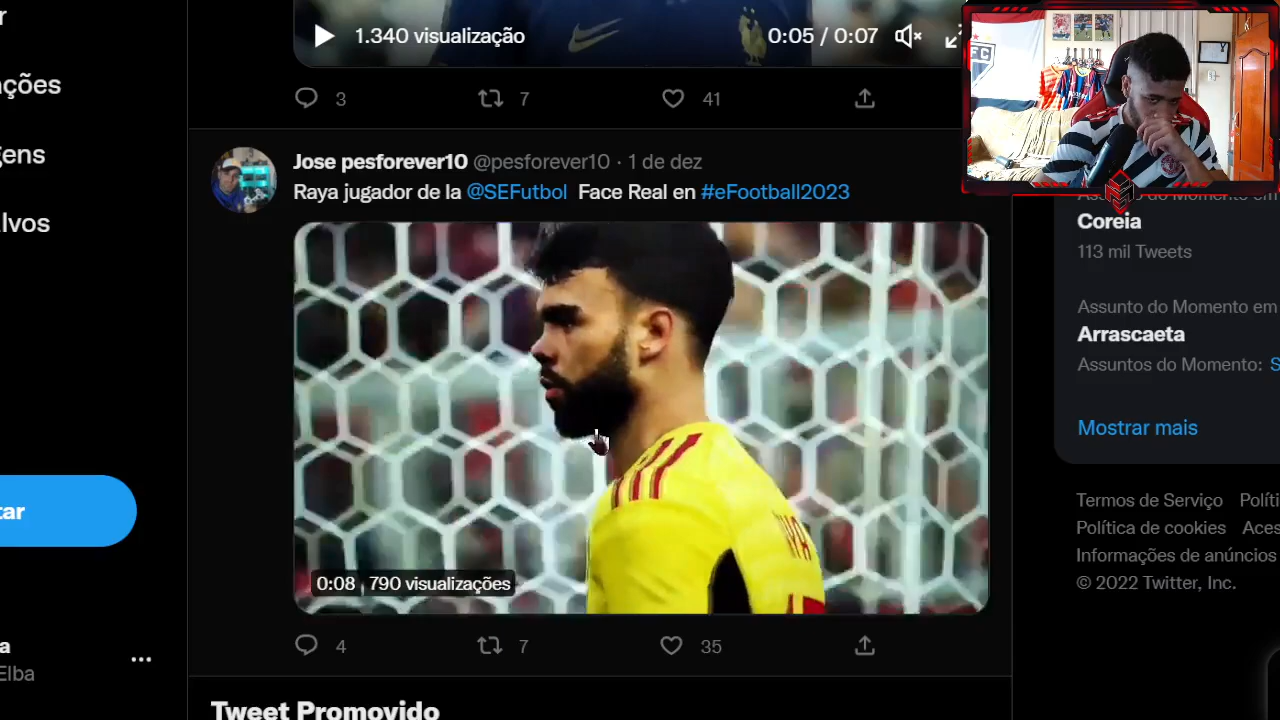 r
1.340 visualização
0:05 / 0:07
ções
3
7
41
gens
Jose pesforever10 @pesforever10 · 1 de dez
Raya jugador de la @SEFutbol Face Real en #eFootball2023
Coreia
113 mil Tweets
lvos
Assunto do Momento em
Arrascaeta
Assuntos do Momento: S
Mostrar mais
tar
Termos de Serviço Políti
Política de cookies Aces
Informações de anúncios
© 2022 Twitter, Inc.
0:08 790 visualizações
4
7
35
a
Elba
Tweet Promovido